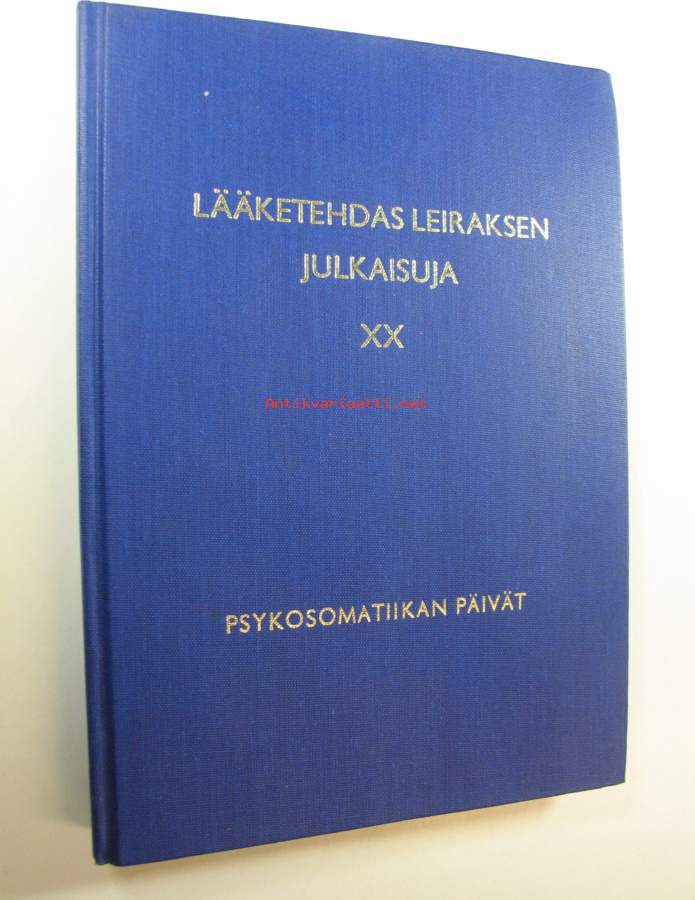 LÄÄKETEHDAS LEIRAKSEN
JULKAISUJA
XX
Antikvariaatti.net
PSYKOSOMATIIKAN PÄIVÄT